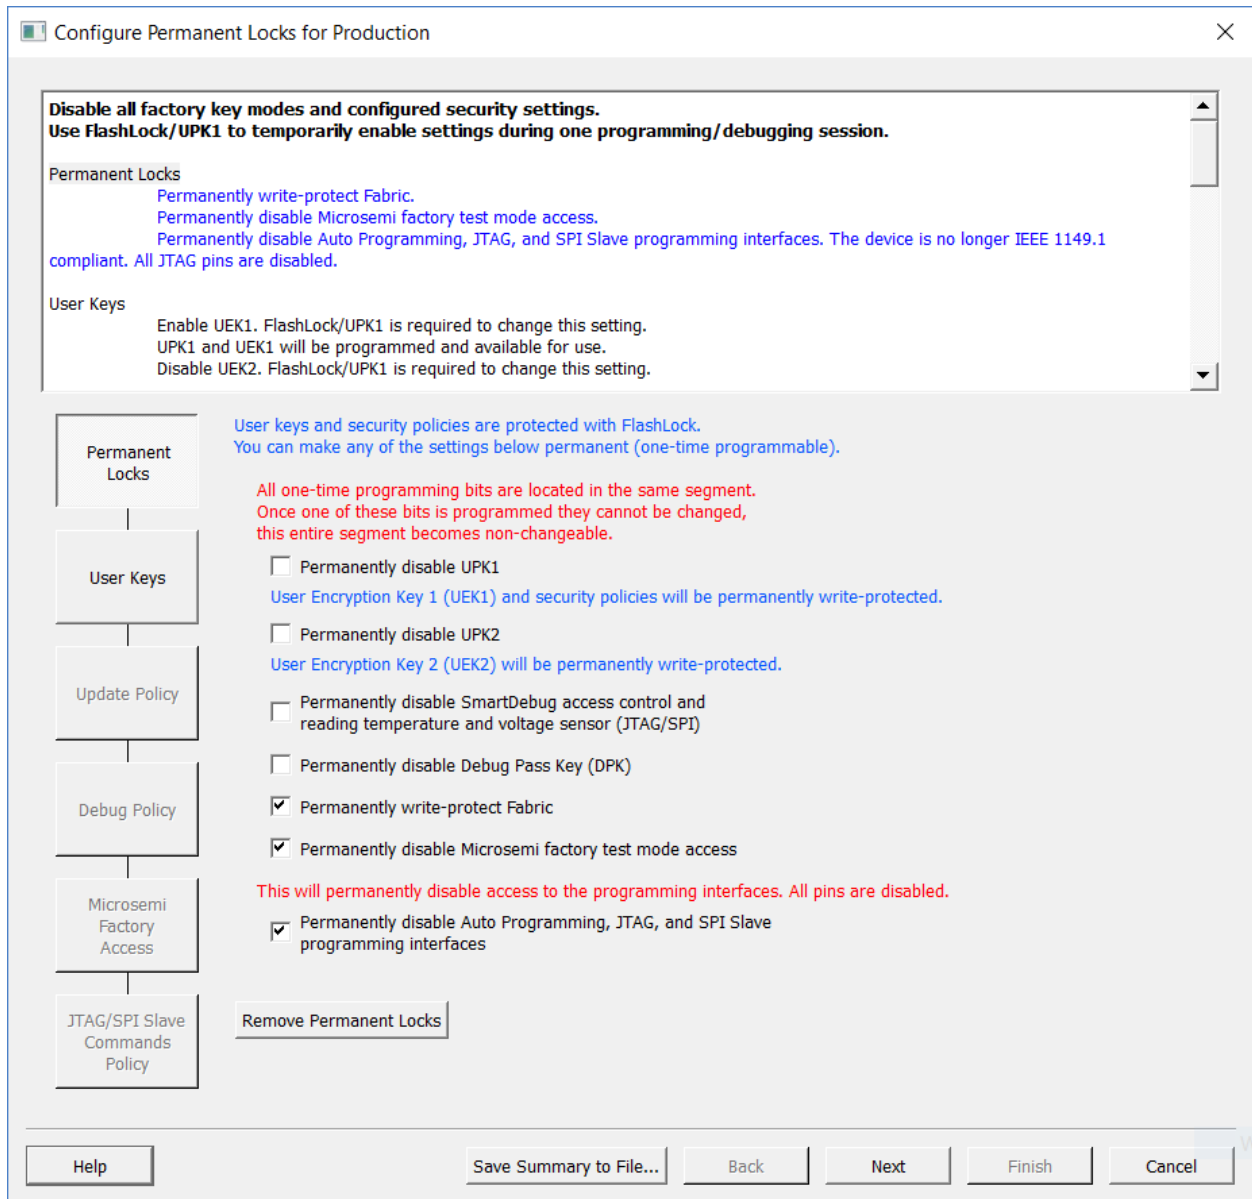 Configure Permanent Locks for Production
Disable all factory key modes and configured security settings.
Use FlashLock/UPK1 to temporarily enable settings during one programming/debugging session.
Permanent Locks
Permanently write-protect Fabric.
Permanently disable Microsemi factory test mode access.
Permanently disable Auto Programming, JTAG, and SPI Slave programming interfaces. The device is no longer IEEE 1149.1
compliant. All JTAG pins are disabled.
User Keys
Enable UEK1. FlashLock/UPK1 is required to change this setting.
UPK1 and UEK1 will be programmed and available for use.
Disable UEK2. FlashLock/UPK1 is required to change this setting.
Permanent
Locks
User Keys
Update Policy
Debug Policy
Microsemi
Factory
Access
JTAG/SPI Slave
Commands
Policy
User keys and security policies are protected with FlashLock.
You can make any of the settings below permanent (one-time programmable).
All one-time programming bits are located in the same segment.
Once one of these bits is programmed they cannot be changed,
this entire segment becomes non-changeable.
Permanently disable UPK1
User Encryption Key 1 (UEK1) and security policies will be permanently write-protected.
Permanently disable UPK2
User Encryption Key 2 (UEK2) will be permanently write-protected.
Permanently disable SmartDebug access control and
reading temperature and voltage sensor (JTAG/SPI)
Permanently disable Debug Pass Key (DPK)
Permanently write-protect Fabric
Permanently disable Microsemi factory test mode access
This will permanently disable access to the programming interfaces. All pins are disabled.
Permanently disable Auto Programming, JTAG, and SPI Slave
programming interfaces
Remove Permanent Locks
Help
Save Summary to File...
Back
Next
Finish
Cancel